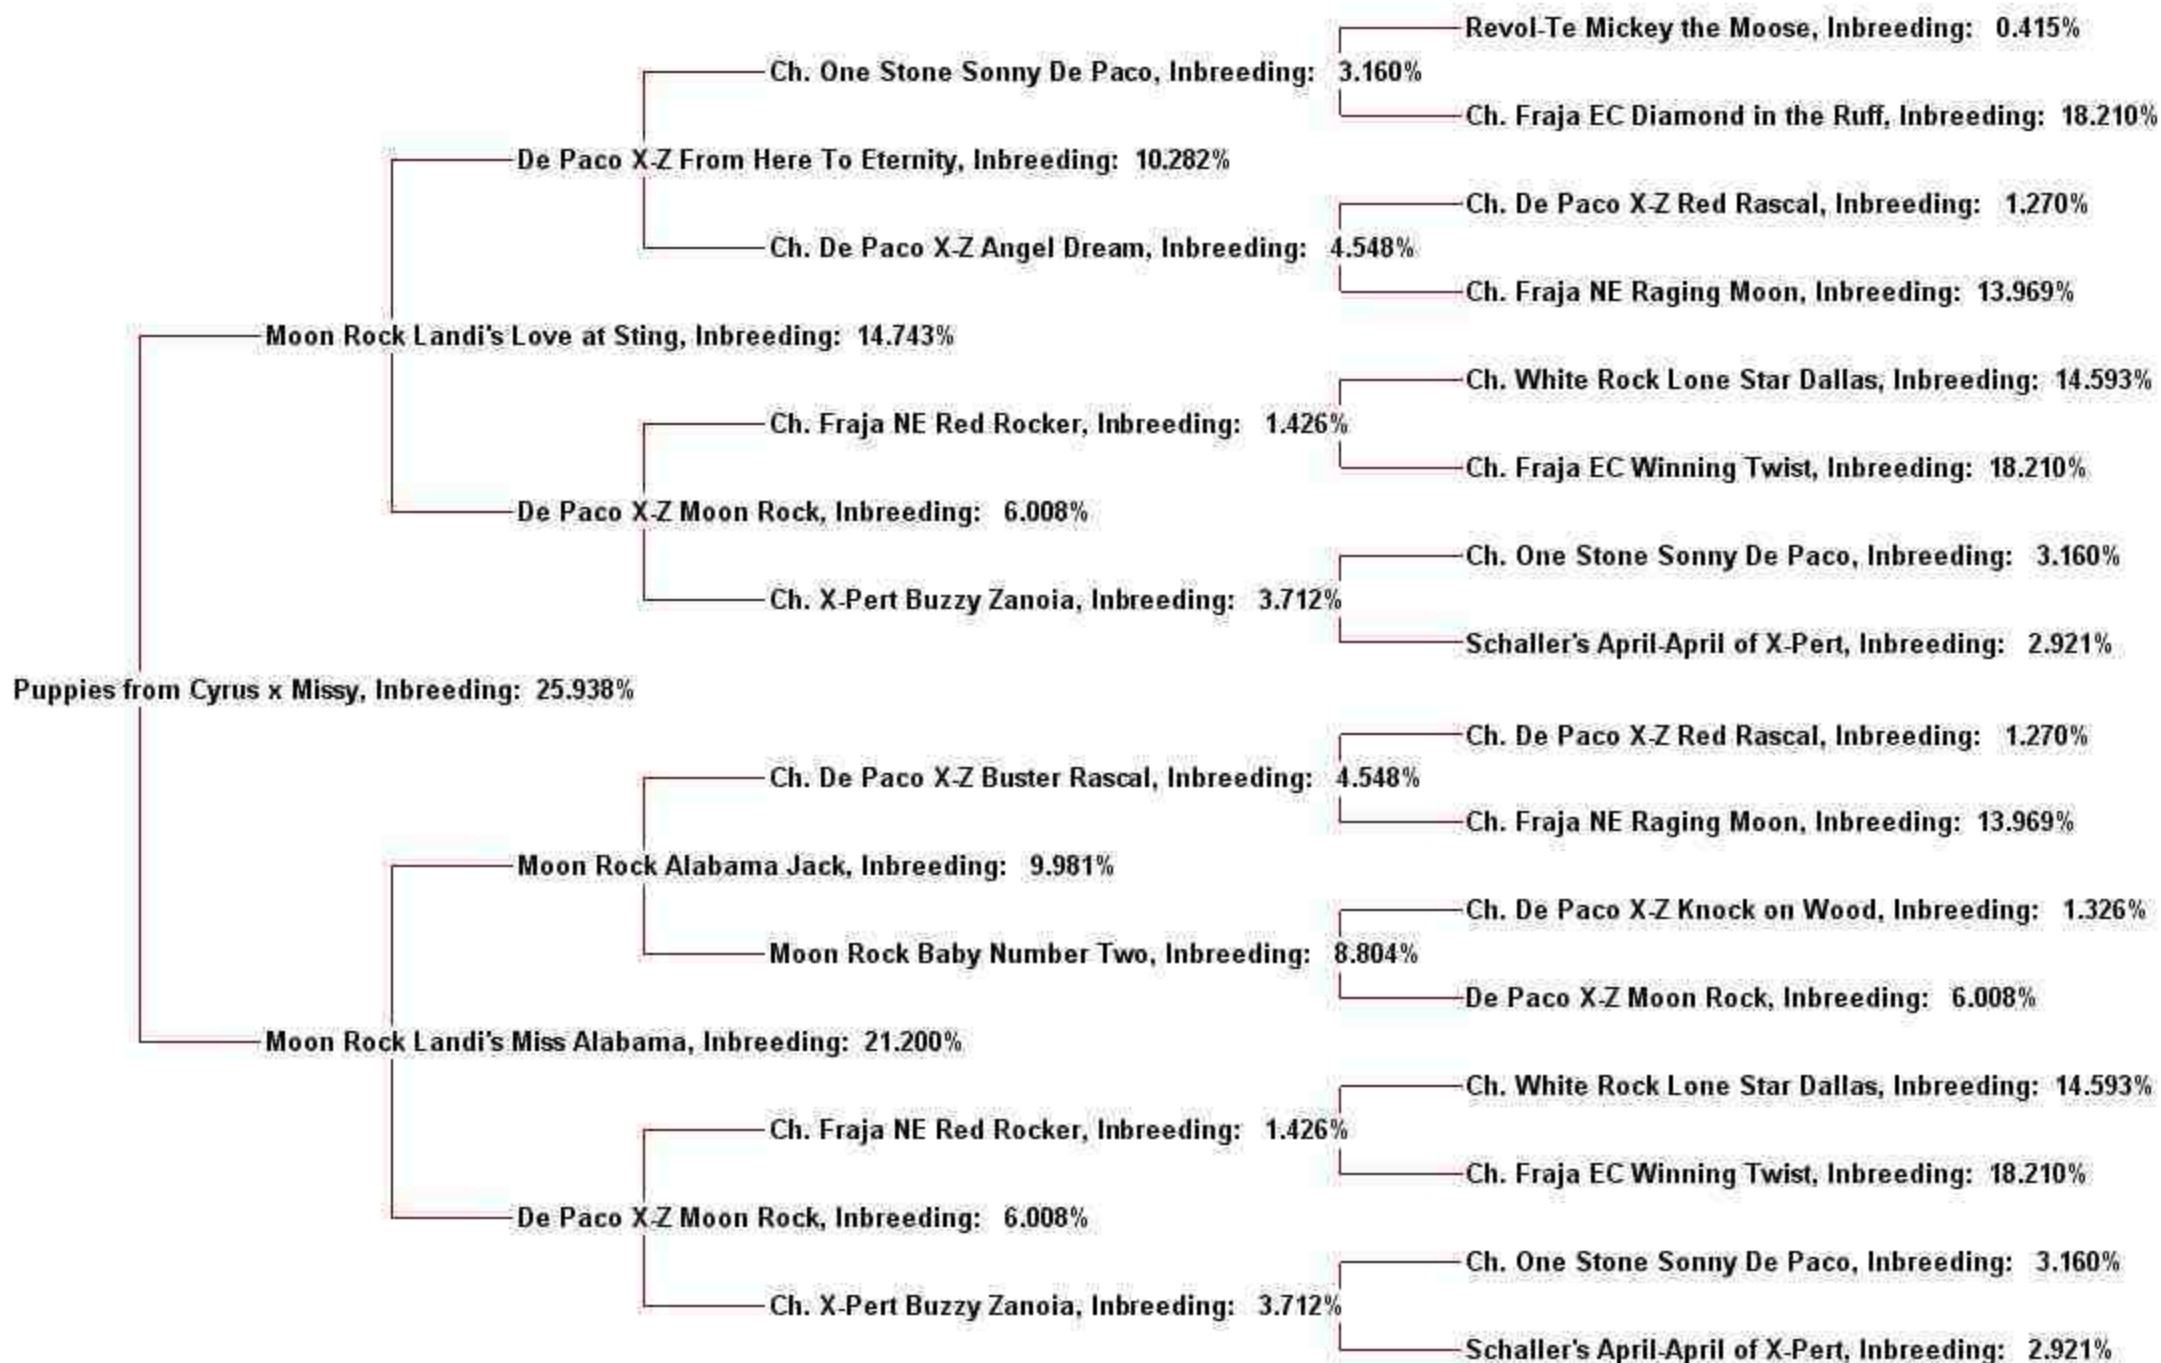 Revol-Te Mickey the Moose, Inbreeding: 0.415%
Ch. One Stone Sonny De Paco, Inbreeding: 3.160%
Ch. Fraja EC Diamond in the Ruff, Inbreeding: 18.210%
De Paco X-Z From Here To Eternity, Inbreeding: 10.282%
Ch. De Paco X-Z Red Rascal, Inbreeding: 1.270%
Ch. De Paco X-Z Angel Dream, Inbreeding: 4.548%
Ch. Fraja NE Raging Moon, Inbreeding: 13.969%
Moon Rock Landi's Love at Sting, Inbreeding: 14.743%
Ch. White Rock Lone Star Dallas, Inbreeding: 14.593%
Ch. Fraja NE Red Rocker, Inbreeding: 1.426%
Ch. Fraja EC Winning Twist, Inbreeding: 18.210%
De Paco X-Z Moon Rock, Inbreeding: 6.008%
Ch. One Stone Sonny De Paco, Inbreeding: 3.160%
Ch. X-Pert Buzzy Zanoia, Inbreeding: 3.712%
Schaller's April-April of X-Pert, Inbreeding: 2.921%
Puppies from Cyrus x Missy, Inbreeding: 25.938%
Ch. De Paco X-Z Red Rascal, Inbreeding: 1.270%
Ch. De Paco X-Z Buster Rascal, Inbreeding: 4.548%
Ch. Fraja NE Raging Moon, Inbreeding: 13.969%
Moon Rock Alabama Jack, Inbreeding: 9.981%
Ch. De Paco X-Z Knock on Wood, Inbreeding: 1.326%
Moon Rock Baby Number Two, Inbreeding: 8.804%
De Paco X-Z Moon Rock, Inbreeding: 6.008%
Moon Rock Landi's Miss Alabama, Inbreeding: 21.200%
Ch. White Rock Lone Star Dallas, Inbreeding: 14.593%
Ch. Fraja NE Red Rocker, Inbreeding: 1.426%
Ch. Fraja EC Winning Twist, Inbreeding: 18.210%
De Paco X-Z Moon Rock, Inbreeding: 6.008%
Ch. One Stone Sonny De Paco, Inbreeding: 3.160%
Ch. X-Pert Buzzy Zanoia, Inbreeding: 3.712%
Schaller's April-April of X-Pert, Inbreeding: 2.921%